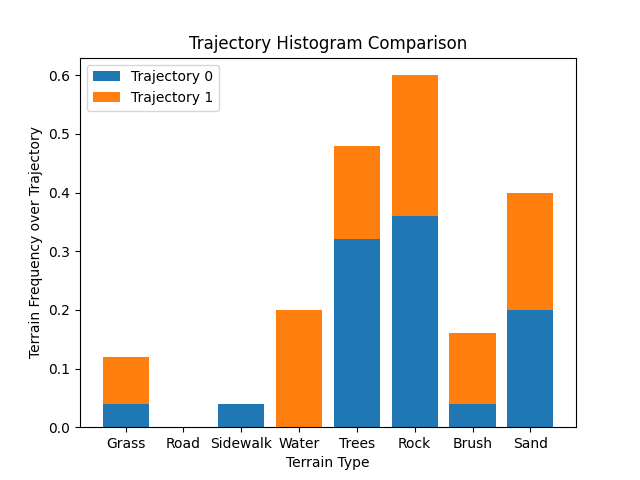 Trajectory Histogram Comparison
Trajectory 0
Trajectory 1
Terrain Frequency over Trajectory
0.6
0.5
0.4
0.3
0.2
0.1
0.0
Grass Road Sidewalk Water Trees Rock Brush Sand
Terrain Type